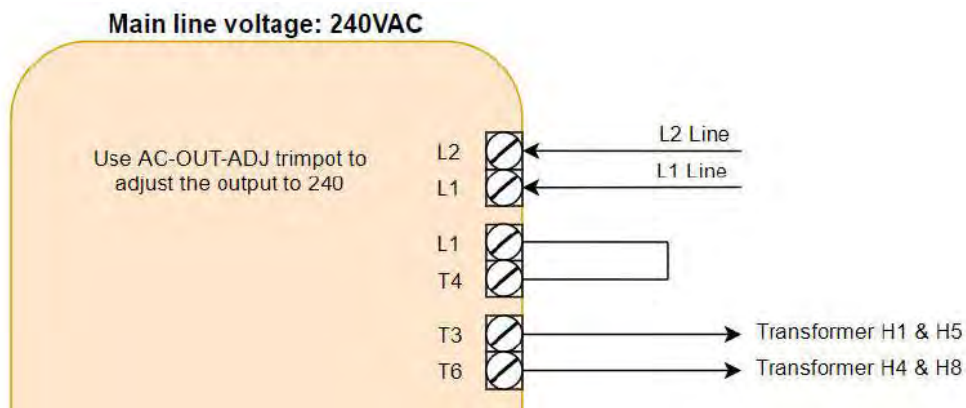 Main line voltage: 240VAC
Use AC-OUT-ADJ trimpot to
adjust the output to 240
L2
L2 Line
L1
L1 Line
L1
T4
T3
Transformer H1 & H5
T6
Transformer H4 & H8